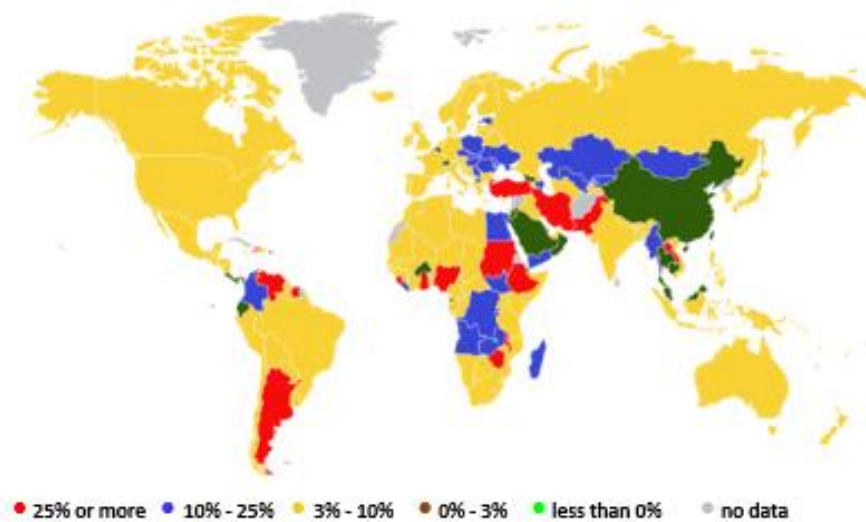 25% or more 10% - 25% 3% - 10% 0% - 3% less than 0% no data